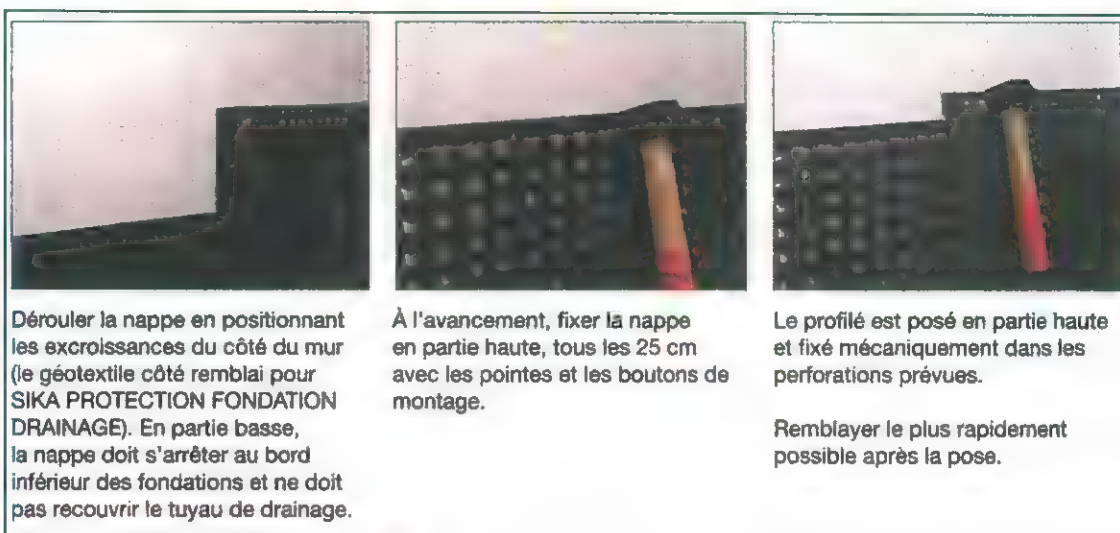 Dérouler la nappe en positionnant
les excroissances du côté du mur
(le géotextile côté remblai pour
SIKA PROTECTION FONDATION
DRAINAGE). En partie basse,
la nappe doit s'arrêter au bord
inférieur des fondations et ne doit
pas recouvrir le tuyau de drainage.
À l'avancement, fixer la nappe
en partie haute, tous les 25 cm
avec les pointes et les boutons de
montage.
Le profilé est posé en partie haute
et fixé mécaniquement dans les
perforations prévues.
Remblayer le plus rapidement
possible après la pose.